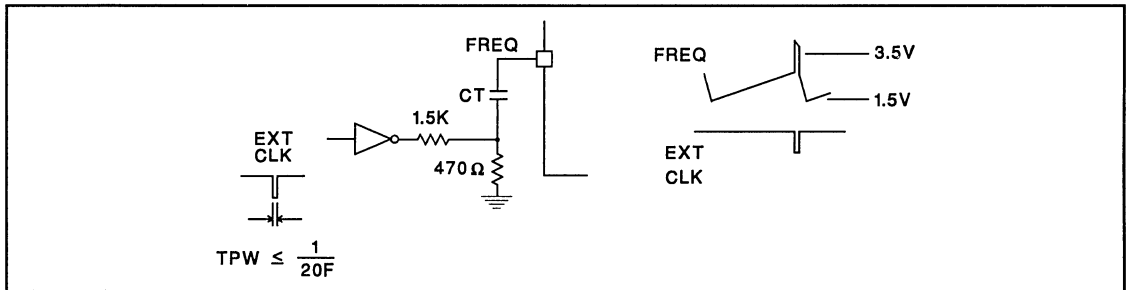 FREQ
CT
1.5K
EXT
CLK
470Ω
TPW ≤ 1/20F
FREQ
3.5V
1.5V
EXT
CLK